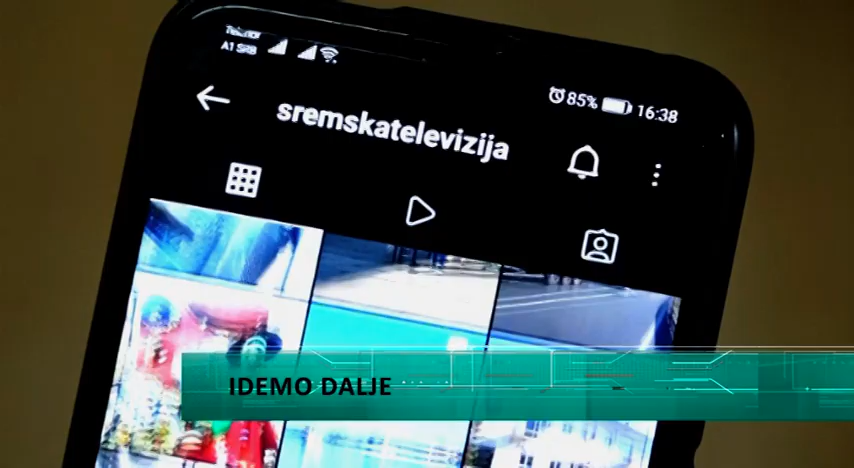 A1 SRB
85% 16:38
sremskatelevizija
IDEMO DALJE